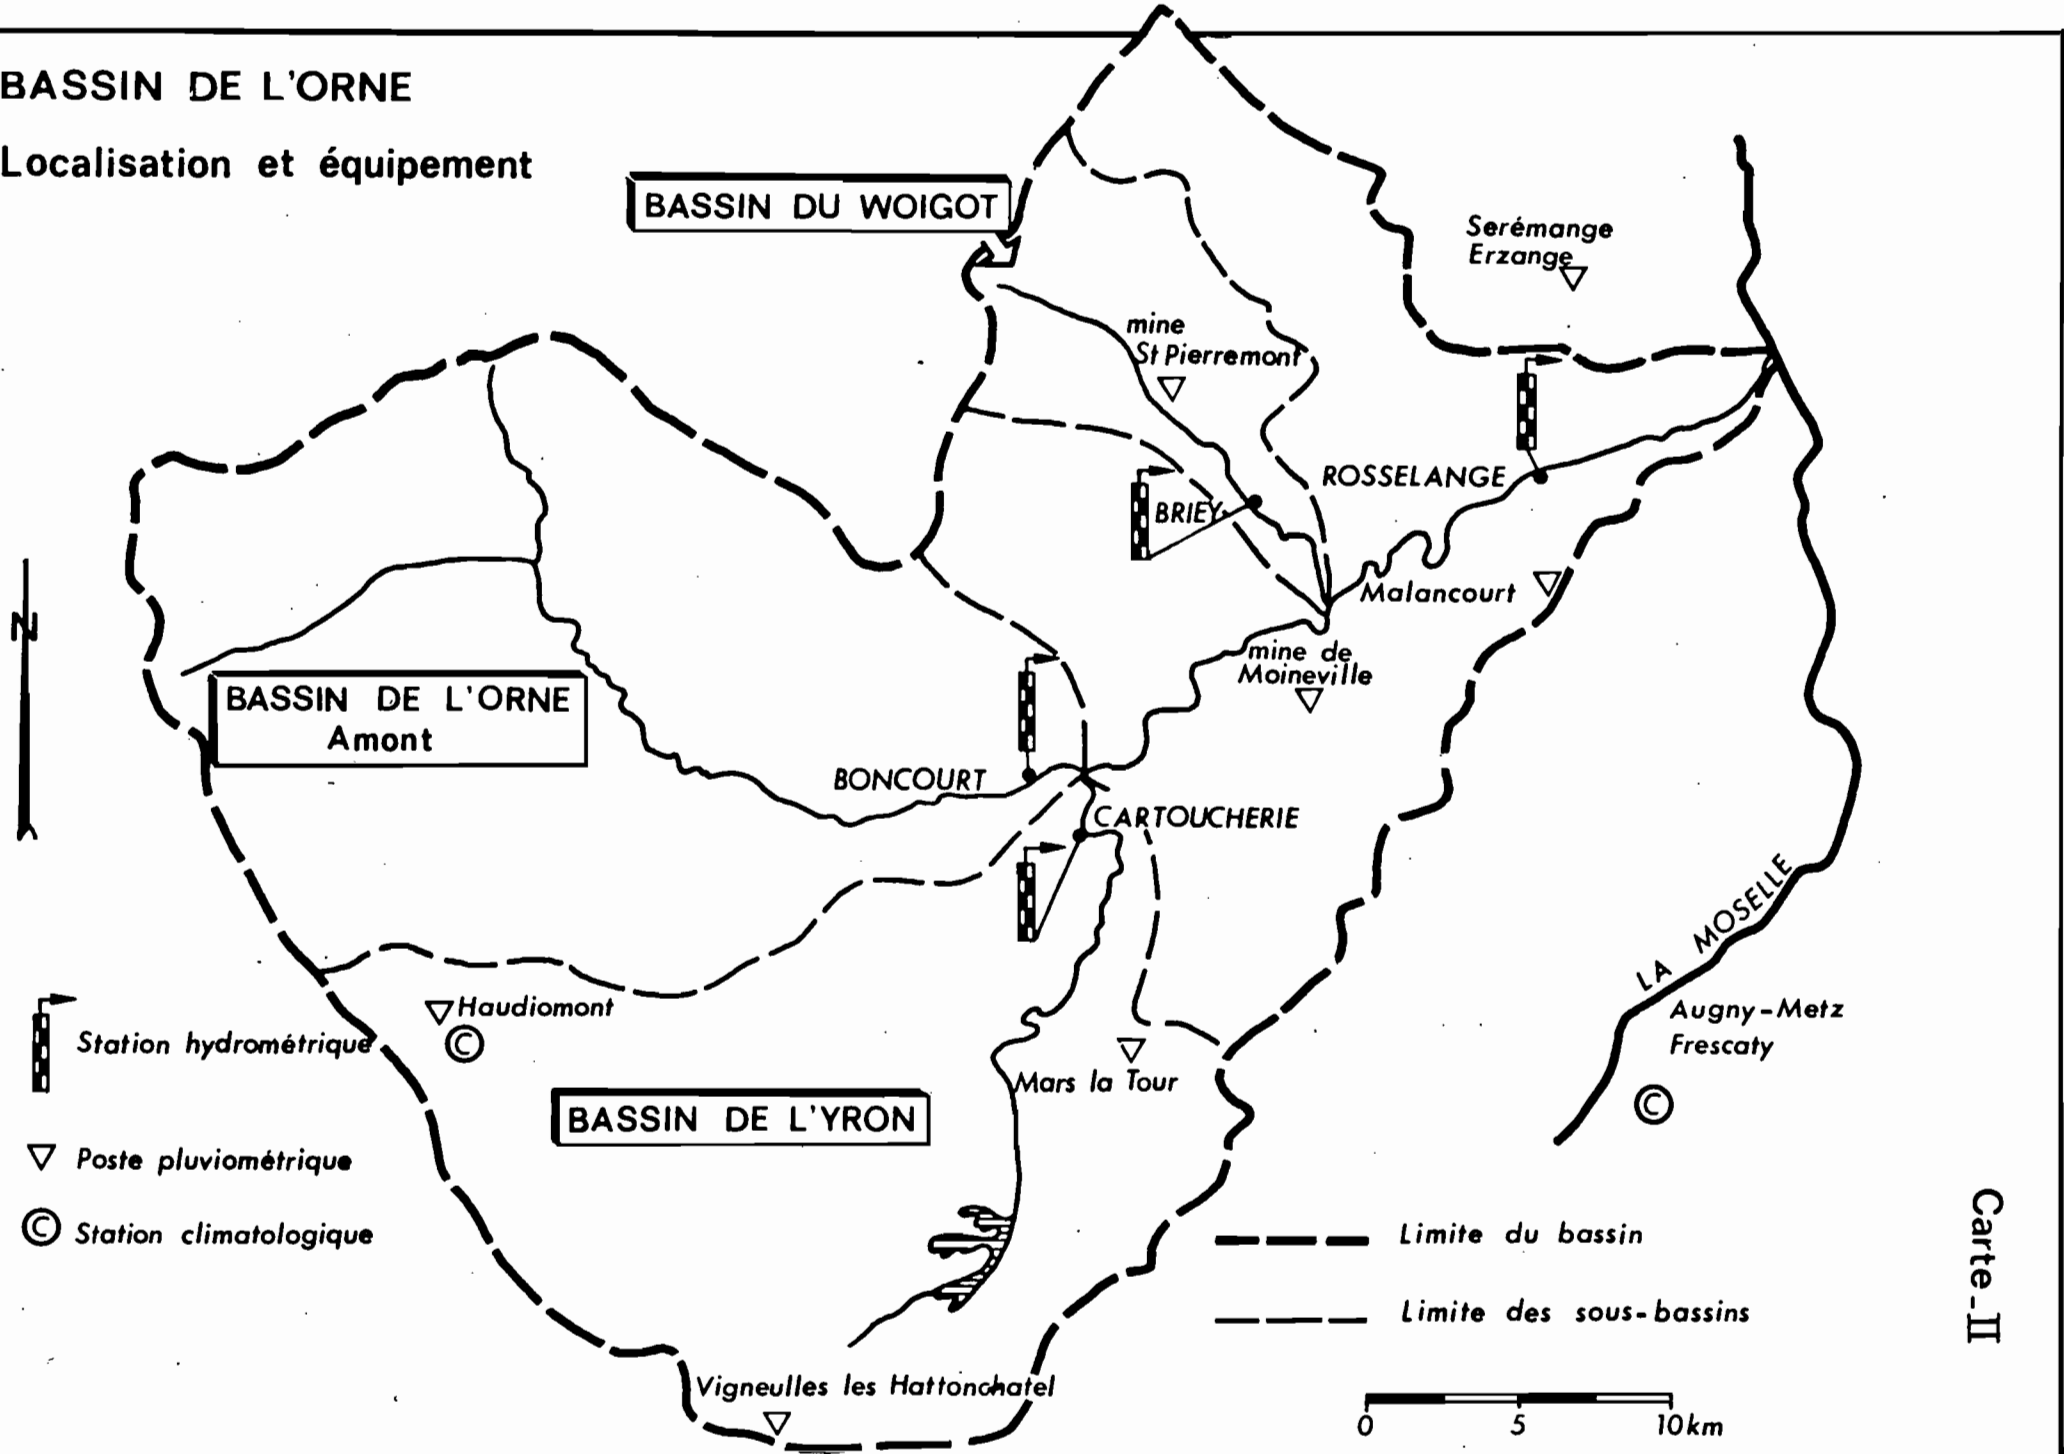 BASSIN DE L'ORNE
Localisation et équipement
BASSIN DU WOIGOT
Serémange
Erzange
mine
St Pierremont
ROSSELANGE
BRIEY
Malancourt
N
mine de
Moineville
BASSIN DE L'ORNE
Amont
BONCOURT
CARTOUCHERIE
LA MOSELLE
Haudiomont
Augny-Metz
Frescaty
C
C
Station hydrométrique
Mars la Tour
BASSIN DE L'YRON
Poste pluviométrique
C Station climatologique
Limite du bassin
Limite des sous-bassins
Carte_II
Vigneulles les Hattonchatel
0 5 10km